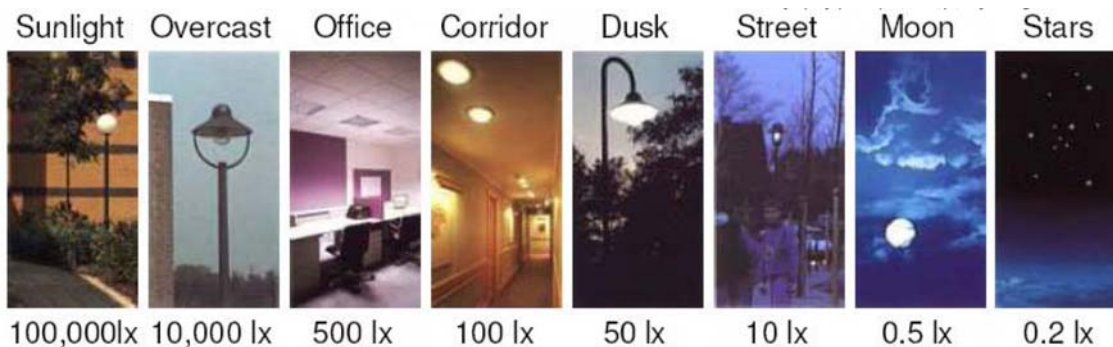 Sunlight Overcast Office Corridor Dusk Street Moon Stars
100,000lx 10,000 lx 500 lx 100 lx 50 lx 10 lx 0.5 lx 0.2 lx